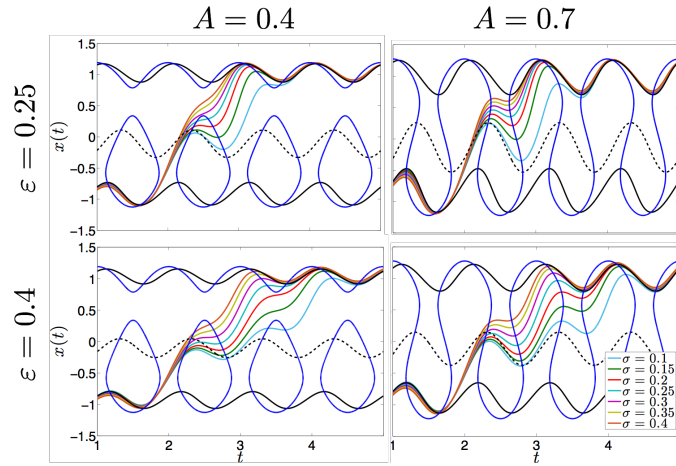 A = 0.4 A = 0.7
ε = 0.25
x(t)
1.5
1
0.5
0
−0.5
−1
−1.5
ε = 0.4
x(t)
1.5
1
0.5
0
−0.5
−1
−1.5
1 2 3 4
t
1 2 3 4
t
σ = 0.1
σ = 0.15
σ = 0.2
σ = 0.25
σ = 0.3
σ = 0.35
σ = 0.4